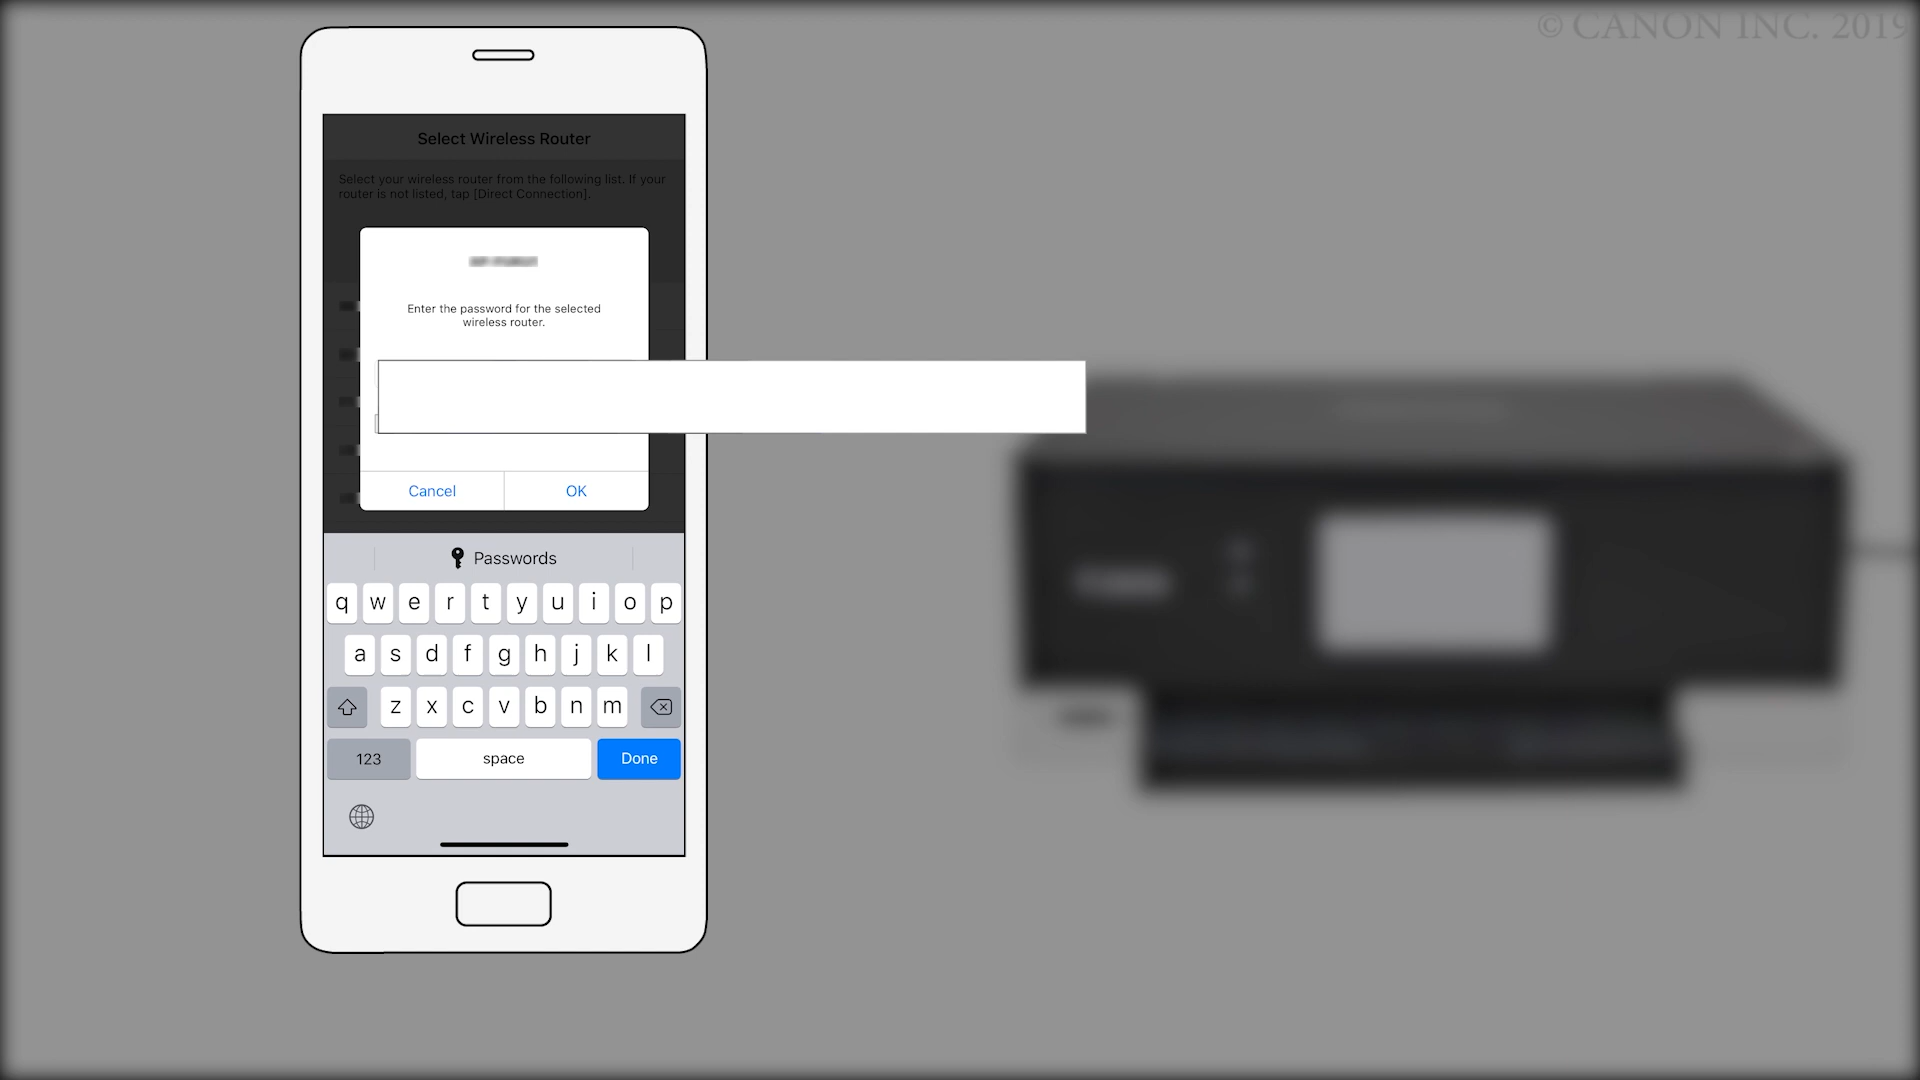 © CANON INC. 2019
Select Wireless Router
Select your wireless router from the following list. If your
router is not listed, tap [Direct Connection].
Enter the password for the selected
wireless router.
Cancel
OK
Passwords
q w e r t y u i o p
a s d f g h j k l
z x c v b n m
123
space
Done